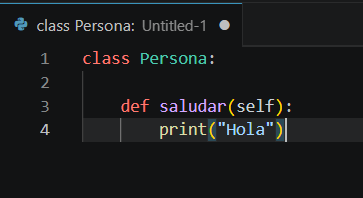 class Persona: Untitled-1
1 class Persona:
2
3     def saludar(self):
4         print("Hola")